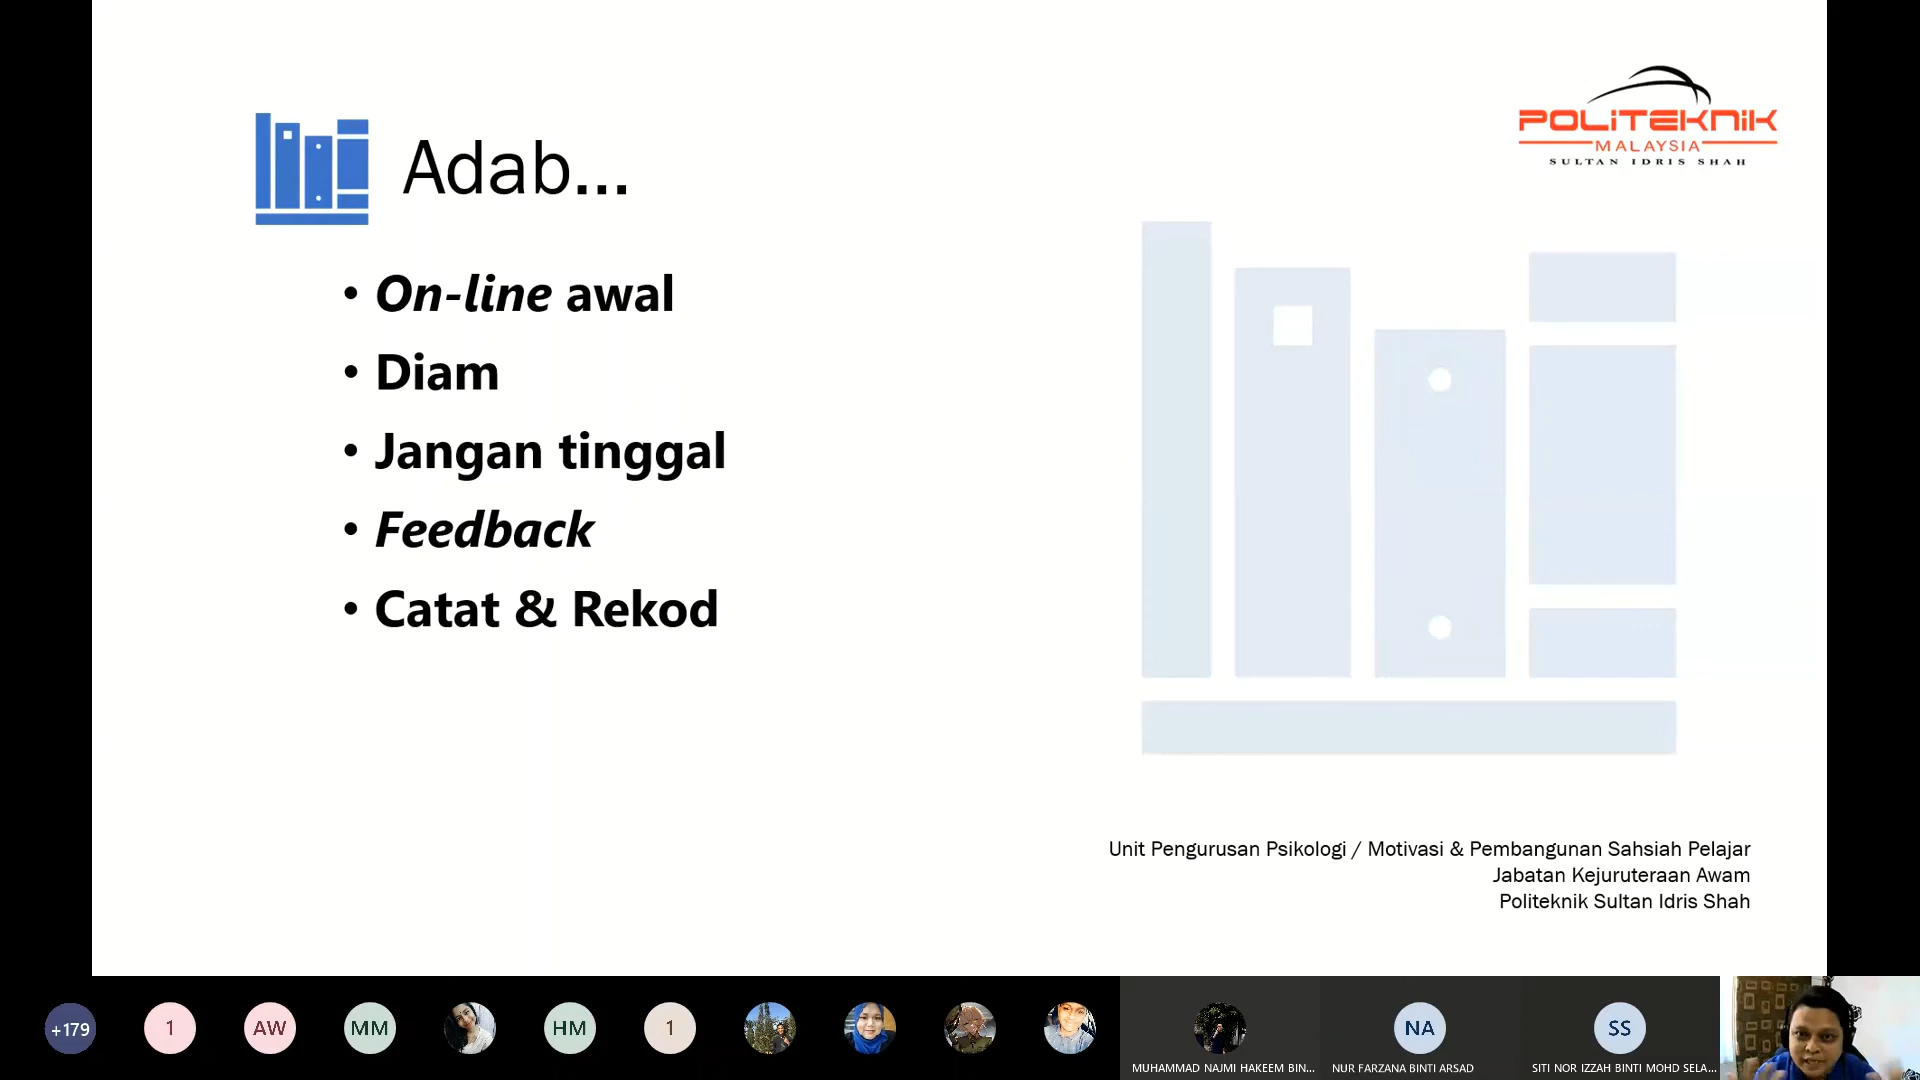 POLITEKNIK
MALAYSIA
SULTAN IDRIS SHAH
Adab...
• On-line awal
• Diam
• Jangan tinggal
• Feedback
• Catat & Rekod
Unit Pengurusan Psikologi / Motivasi & Pembangunan Sahsiah Pelajar
Jabatan Kejuruteraan Awam
Politeknik Sultan Idris Shah
+179
1
AW
MM
HM
1
NA
SS
MUHAMMAD NAJMI HAKEEM BIN...
NUR FARZANA BINTI ARSAD
SITI NOR IZZAH BINTI MOHD SELA...